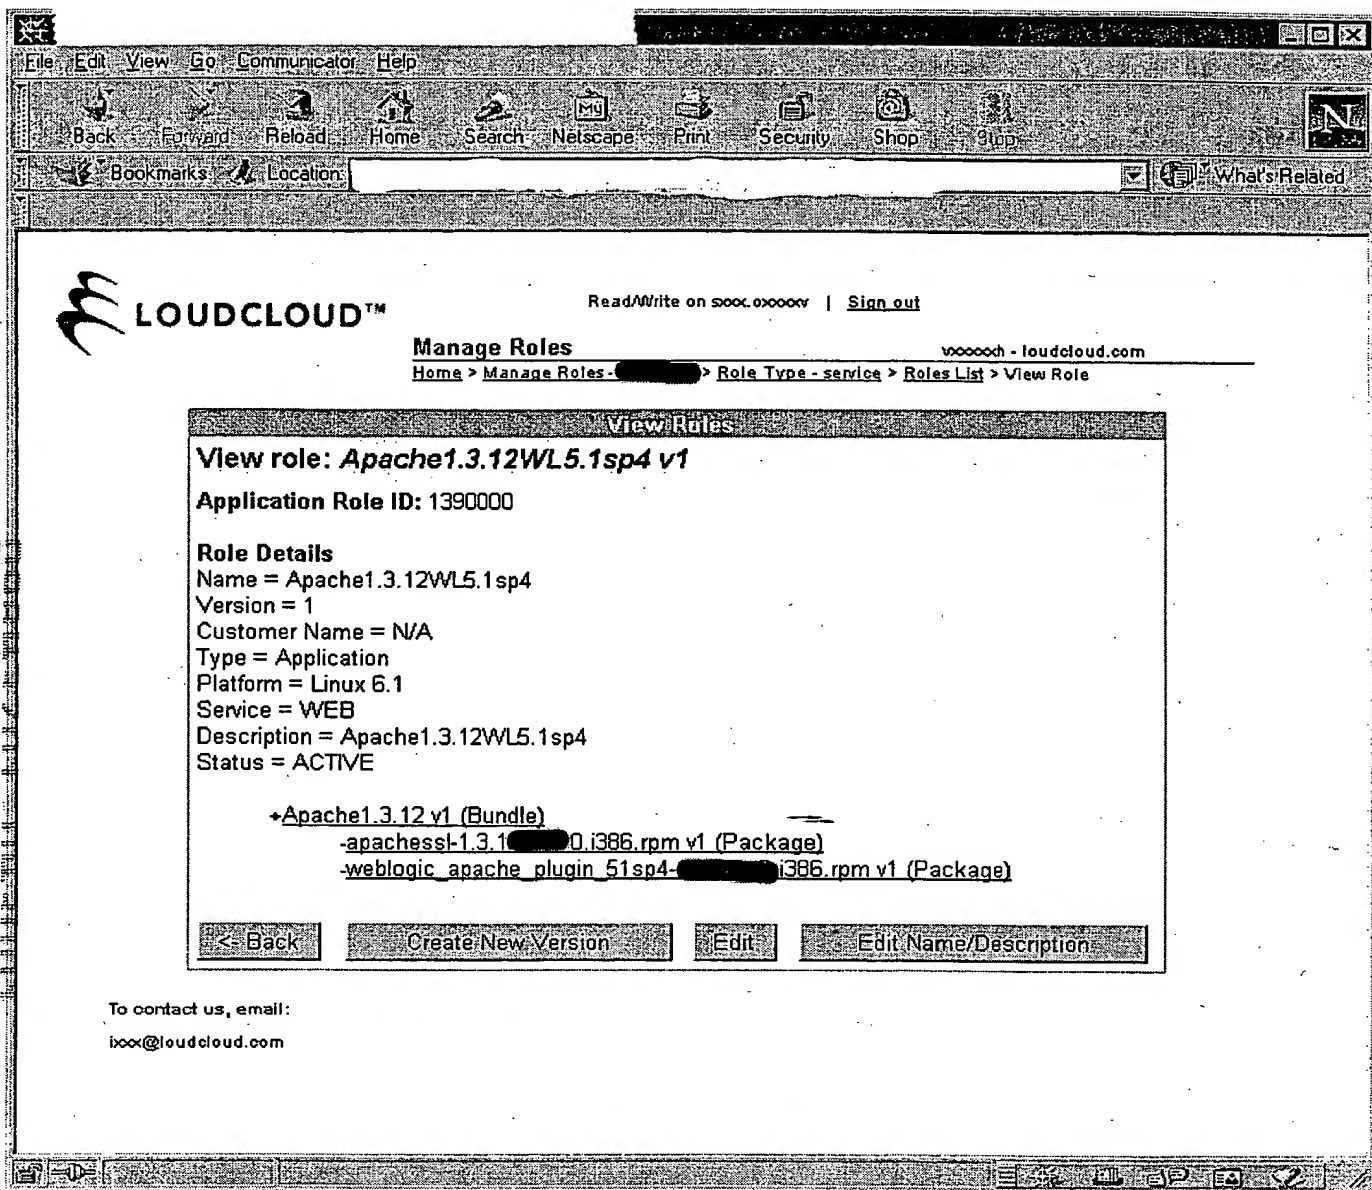 File Edit View Go Communicator Help
Back Forward Reload Home Search Netscape Print Security Shop Stop
My
N
Bookmarks Location: What's Related
LOUDCLOUD™
Read/Write on sxxx.oxxxxv | Sign out
Manage Roles
- loudcloud.com
Home > Manage Roles - > Role Type - service > Roles List > View Role
View Roles
View role: Apache1.3.12WL5.1sp4 v1
Application Role ID: 1390000
Role Details
Name = Apache1.3.12WL5.1sp4
Version = 1
Customer Name = N/A
Type = Application
Platform = Linux 6.1
Service = WEB
Description = Apache1.3.12WL5.1sp4
Status = ACTIVE
+Apache1.3.12 v1 (Bundle)
-apachessl-1.3.1 0.i386.rpm v1 (Package)
-weblogic_apache_plugin_51sp4- i386.rpm v1 (Package)
<- Back Create New Version Edit Edit Name/Description
To contact us, email:
ixxx@loudcloud.com